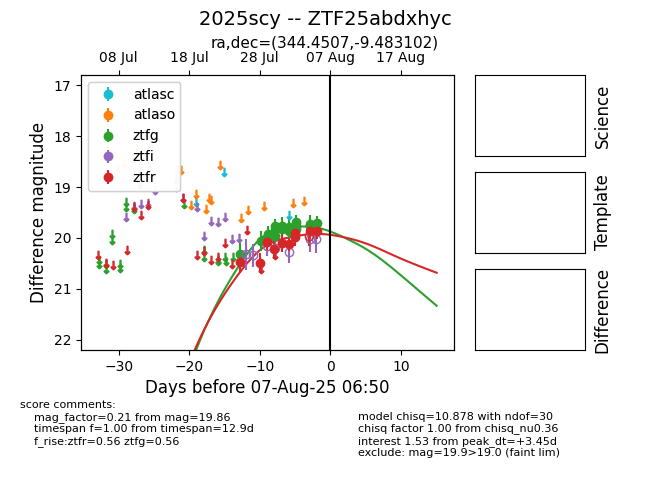 2025scy -- ZTF25abdxhyc
ra,dec=(344.4507,-9.483102)
08 Jul 18 Jul 28 Jul 07 Aug 17 Aug
17
18
19
20
21
22
Difference magnitude
atlasc
atlaso
ztfg
ztfi
ztfr
−30 −20 −10 0 10
Days before 07-Aug-25 06:50
Science
Template
Difference
score comments:
mag_factor=0.21 from mag=19.86
timespan f=1.00 from timespan=12.9d
f_rise:ztfr=0.56 ztfg=0.56
model chisq=10.878 with ndof=30
chisq factor 1.00 from chisq_nu0.36
interest 1.53 from peak_dt=+3.45d
exclude: mag=19.9>19.0 (faint lim)